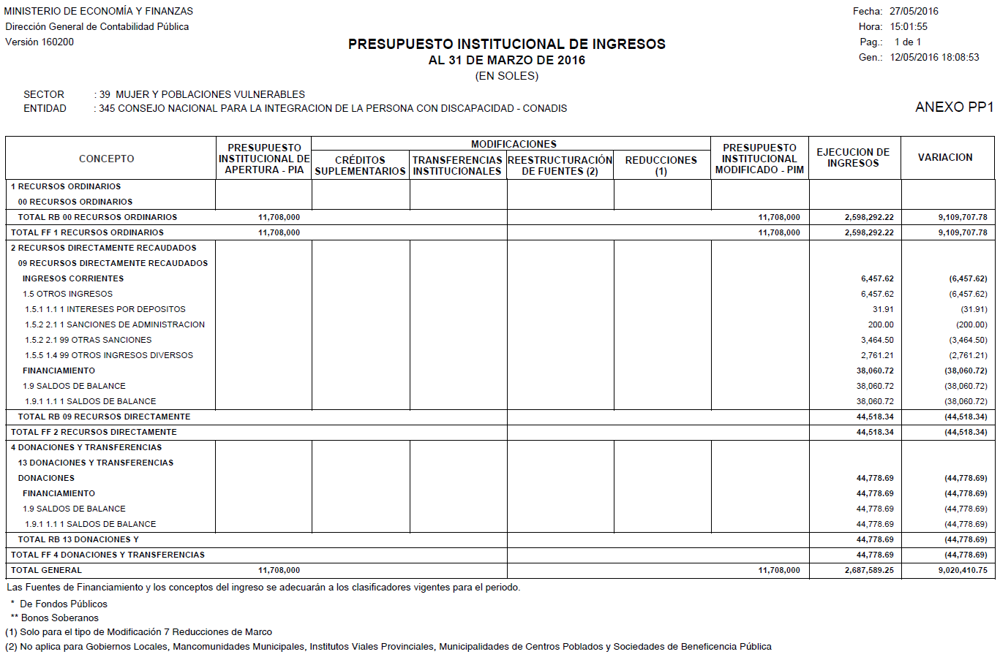 MINISTERIO DE ECONOMÍA Y FINANZAS
Dirección General de Contabilidad Pública
Versión 160200
Fecha: 27/05/2016
Hora: 15:01:55
Pag.: 1 de 1
Gen.: 12/05/2016 18:08:53
PRESUPUESTO INSTITUCIONAL DE INGRESOS
AL 31 DE MARZO DE 2016
(EN SOLES)
SECTOR : 39 MUJER Y POBLACIONES VULNERABLES
ENTIDAD : 345 CONSEJO NACIONAL PARA LA INTEGRACION DE LA PERSONA CON DISCAPACIDAD - CONADIS
ANEXO PP1
CONCEPTO
PRESUPUESTO
INSTITUCIONAL DE
APERTURA - PIA
MODIFICACIONES
CRÉDITOS
SUPLEMENTARIOS
TRANSFERENCIAS
INSTITUCIONALES
REESTRUCTURACIÓN
DE FUENTES (2)
REDUCCIONES
(1)
PRESUPUESTO
INSTITUCIONAL
MODIFICADO - PIM
EJECUCION DE
INGRESOS
VARIACION
1 RECURSOS ORDINARIOS
00 RECURSOS ORDINARIOS
TOTAL RB 00 RECURSOS ORDINARIOS 11,708,000 11,708,000 2,598,292.22 9,109,707.78
TOTAL FF 1 RECURSOS ORDINARIOS 11,708,000 11,708,000 2,598,292.22 9,109,707.78
2 RECURSOS DIRECTAMENTE RECAUDADOS
09 RECURSOS DIRECTAMENTE RECAUDADOS
INGRESOS CORRIENTES 6,457.62 (6,457.62)
1.5 OTROS INGRESOS 6,457.62 (6,457.62)
1.5.1 1.1 1 INTERESES POR DEPOSITOS 31.91 (31.91)
1.5.2 2.1 1 SANCIONES DE ADMINISTRACION 200.00 (200.00)
1.5.2 2.1 99 OTRAS SANCIONES 3,464.50 (3,464.50)
1.5.5 1.4 99 OTROS INGRESOS DIVERSOS 2,761.21 (2,761.21)
FINANCIAMIENTO 38,060.72 (38,060.72)
1.9 SALDOS DE BALANCE 38,060.72 (38,060.72)
1.9.1 1.1 1 SALDOS DE BALANCE 38,060.72 (38,060.72)
TOTAL RB 09 RECURSOS DIRECTAMENTE 44,518.34 (44,518.34)
TOTAL FF 2 RECURSOS DIRECTAMENTE 44,518.34 (44,518.34)
4 DONACIONES Y TRANSFERENCIAS
13 DONACIONES Y TRANSFERENCIAS
DONACIONES 44,778.69 (44,778.69)
FINANCIAMIENTO 44,778.69 (44,778.69)
1.9 SALDOS DE BALANCE 44,778.69 (44,778.69)
1.9.1 1.1 1 SALDOS DE BALANCE 44,778.69 (44,778.69)
TOTAL RB 13 DONACIONES Y 44,778.69 (44,778.69)
TOTAL FF 4 DONACIONES Y TRANSFERENCIAS 44,778.69 (44,778.69)
TOTAL GENERAL 11,708,000 11,708,000 2,687,589.25 9,020,410.75
Las Fuentes de Financiamiento y los conceptos del ingreso se adecuarán a los clasificadores vigentes para el periodo.
* De Fondos Públicos
** Bonos Soberanos
(1) Solo para el tipo de Modificación 7 Reducciones de Marco
(2) No aplica para Gobiernos Locales, Mancomunidades Municipales, Institutos Viales Provinciales, Municipalidades de Centros Poblados y Sociedades de Beneficencia Pública